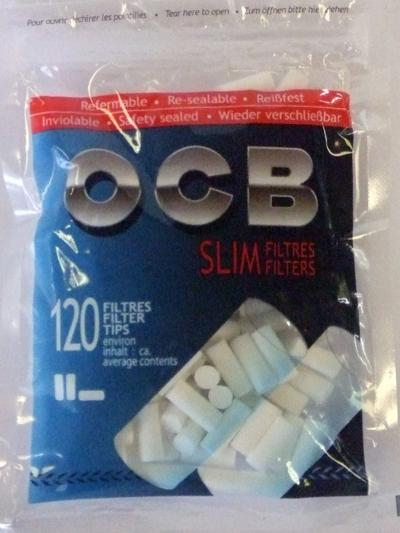 Pour ouvrir déchirer les pointillés • Tear here to open • Zum öffnen bitte hier ziehen
Refermable • Re-sealable • Reißfest
Inviolable • Safety sealed • Wieder verschließbar
OCB
SLIM FILTRES
FILTERS
120 FILTRES
FILTER
TIPS
environ
inhalt : ca.
average contents